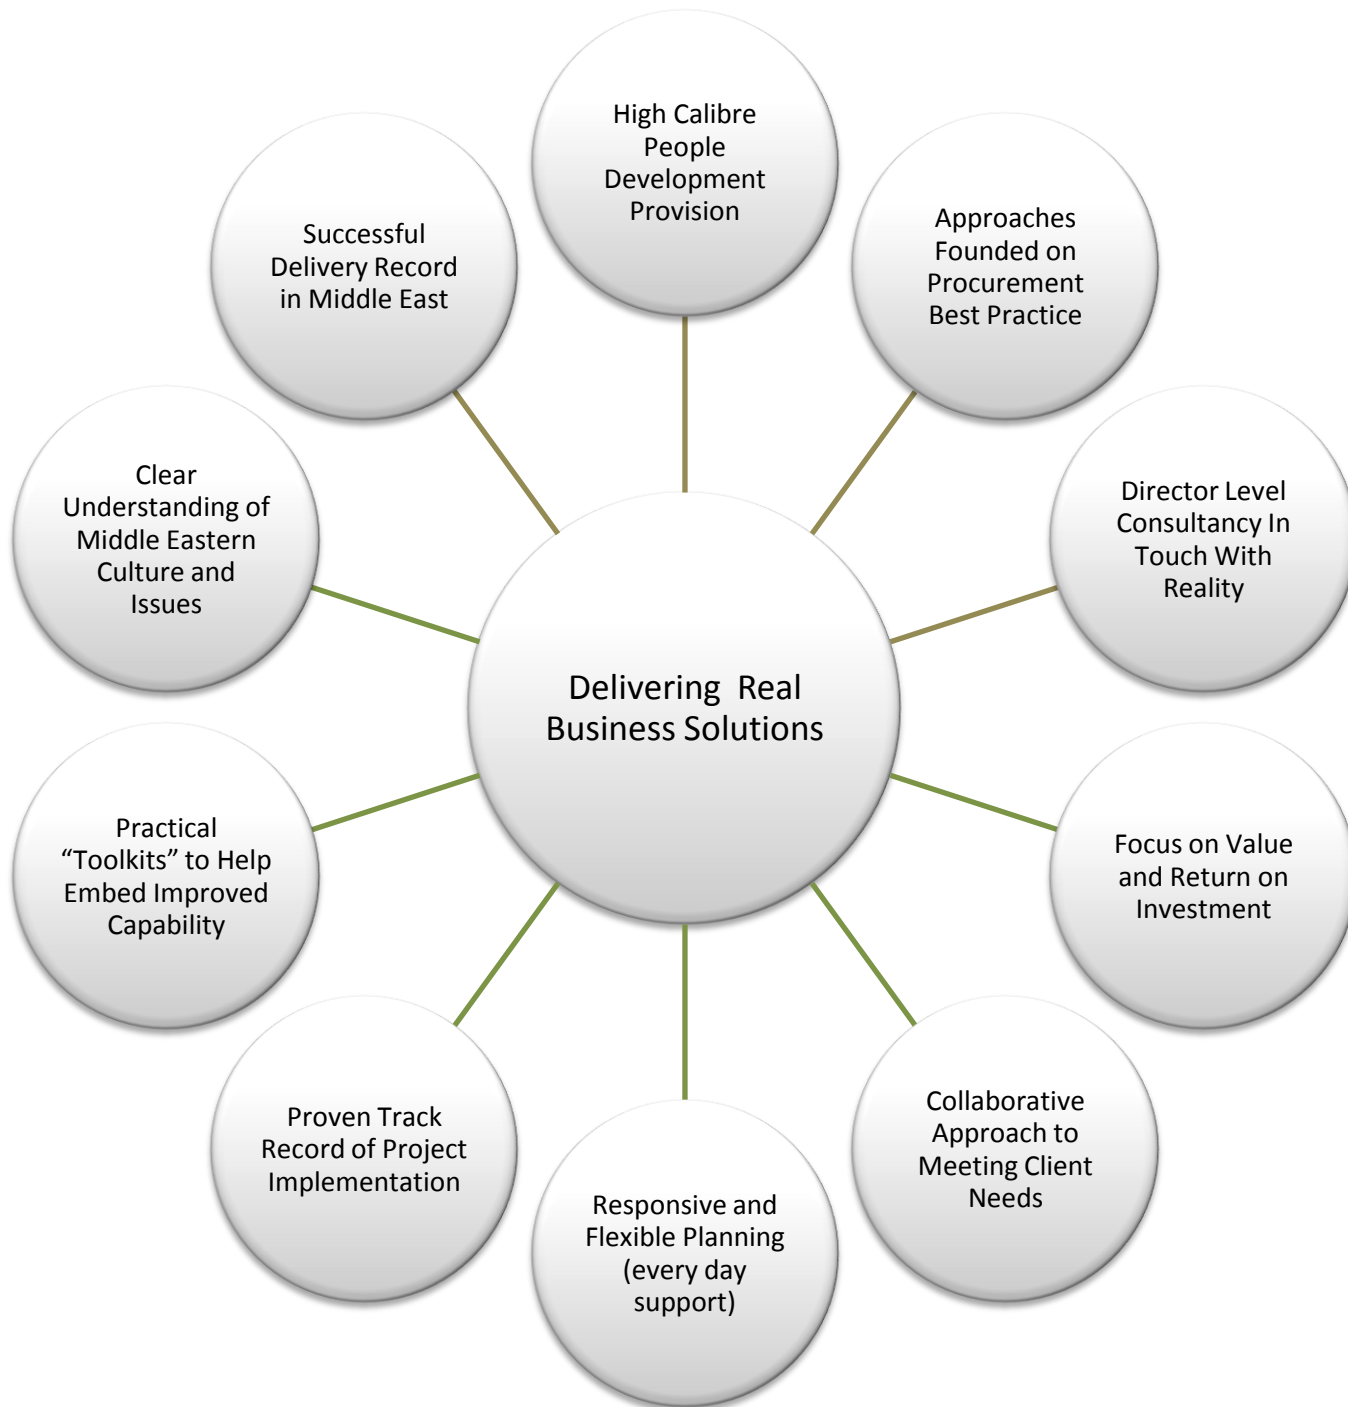 High Calibre
People
Development
Provision
Approaches
Founded on
Procurement
Best Practice
Director Level
Consultancy In
Touch With
Reality
Focus on Value
and Return on
Investment
Collaborative
Approach to
Meeting Client
Needs
Responsive and
Flexible Planning
(every day
support)
Proven Track
Record of Project
Implementation
Practical
“Toolkits” to Help
Embed Improved
Capability
Clear
Understanding of
Middle Eastern
Culture and
Issues
Successful
Delivery Record
in Middle East
Delivering  Real
Business Solutions